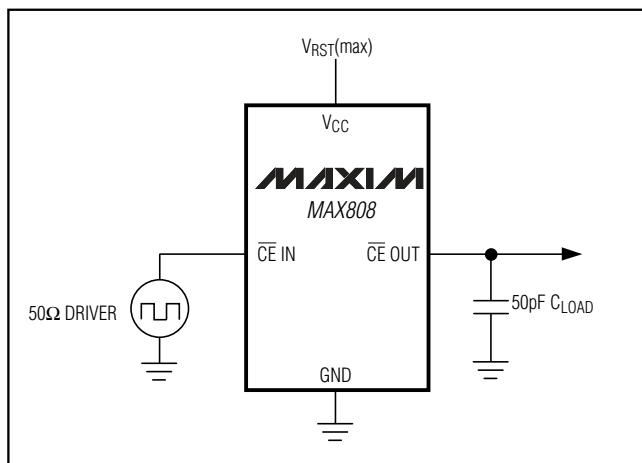 VRST(max)
VCC
MAXIM
MAX808
CE IN
CE OUT
50Ω DRIVER
50pF CLOAD
GND